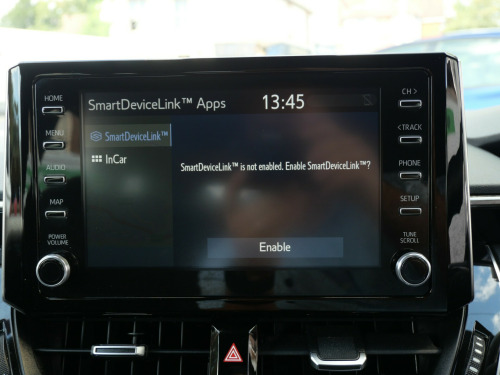 SmartDeviceLink™ Apps 13:45
SmartDeviceLink™
InCar
SmartDeviceLink™ is not enabled. Enable SmartDeviceLink™?
Enable
HOME
MENU
AUDIO
MAP
POWER
VOLUME
CH >
< TRACK
PHONE
SETUP
TUNE
SCROLL